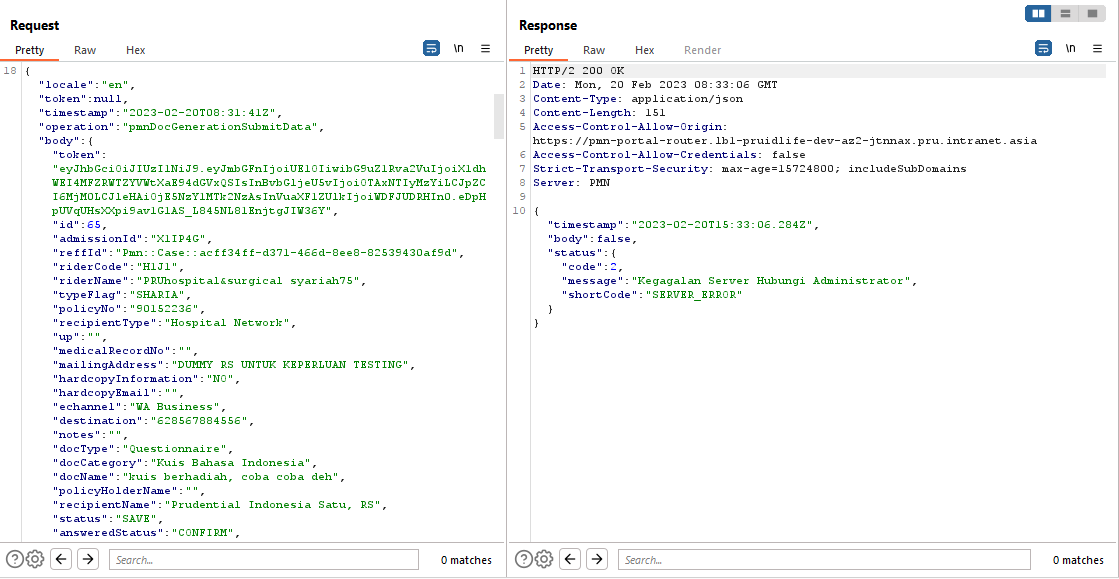 Request
Pretty Raw Hex \n
18 {
"locale":"en",
"token":null,
"timestamp":"2023-02-20T08:31:41Z",
"operation":"pmnDocGenerationSubmitData",
"body":{
"token":
"id":65,
"admissionId":"X1IP4G",
"reffId":"Pmn::Case::acff34ff-d371-466d-8ee8-82539430af9d",
"riderCode":"H1J1",
"riderName":"PRUhospital&surgical syariah75",
"typeFlag":"SHARIA",
"policyNo":"90152236",
"recipientType":"Hospital Network",
"up":"",
"medicalRecordNo":"",
"mailingAddress":"DUMMY RS UNTUK KEPERLUAN TESTING",
"hardcopyInformation":"NO",
"hardcopyEmail":"",
"echannel":"WA Business",
"destination":"628567884556",
"notes":"",
"docType":"Questionnaire",
"docCategory":"Kuis Bahasa Indonesia",
"docName":"kuis berhadiah, coba coba deh",
"policyHolderName":"",
"recipientName":"Prudential Indonesia Satu, RS",
"status":"SAVE",
"answeredStatus":"CONFIRM",
Search...
0 matches
Response
Pretty Raw Hex Render \n
1 HTTP/2 200 OK
2 Date: Mon, 20 Feb 2023 08:33:06 GMT
3 Content-Type: application/json
4 Content-Length: 151
5 Access-Control-Allow-Origin:
https://pmn-portal-router.lb1-pruidlife-dev-az2-jtnnax.pru.intranet.asia
6 Access-Control-Allow-Credentials: false
7 Strict-Transport-Security: max-age=15724800; includeSubDomains
8 Server: PMN
9
10 {
"timestamp":"2023-02-20T15:33:06.284Z",
"body":false,
"status":{
"code":2,
"message":"Kegagalan Server Hubungi Administrator",
"shortCode":"SERVER_ERROR"
}
}
Search...
0 matches